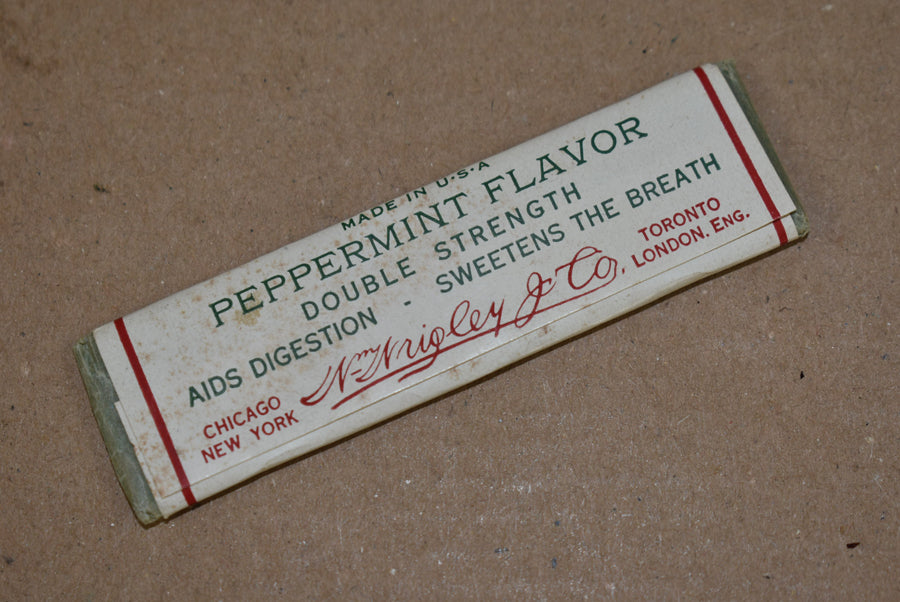 MADE IN U·S·A
PEPPERMINT FLAVOR
DOUBLE STRENGTH
AIDS DIGESTION - SWEETENS THE BREATH
CHICAGO
NEW YORK
Wm Wrigley Jr Co.
TORONTO
LONDON. ENG.